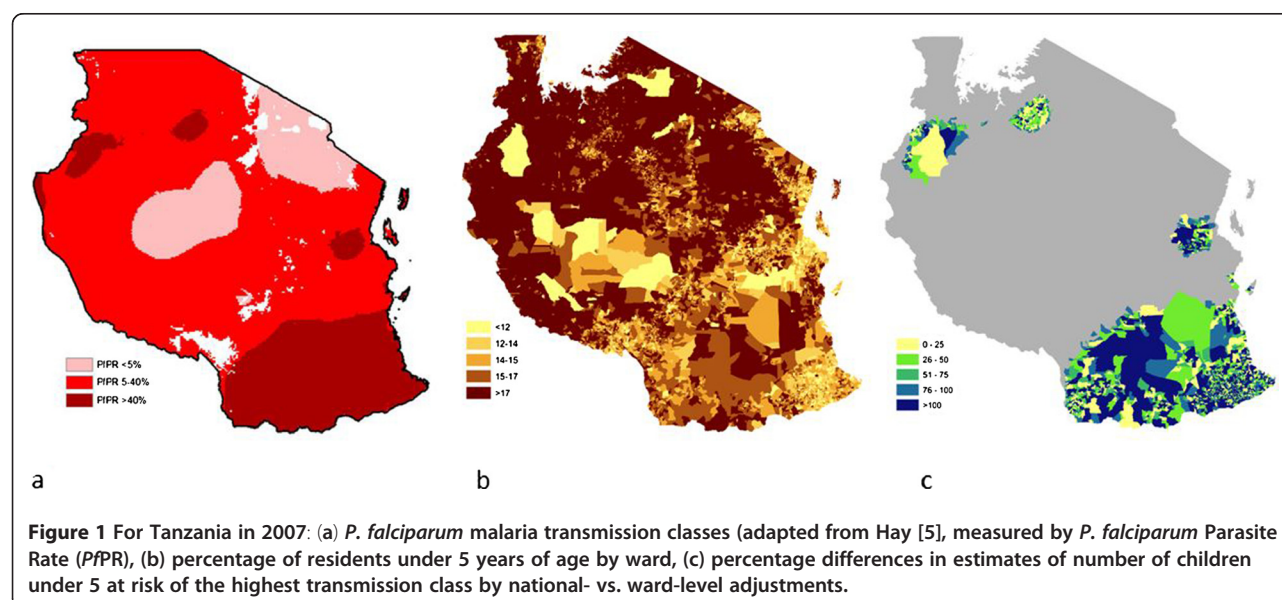 PfPR <5%
PfPR 5-40%
PfPR >40%
<12
12-14
14-15
15-17
>17
0 - 25
26 - 50
51 - 75
76 - 100
>100
a
b
c
Figure 1 For Tanzania in 2007: (a) P. falciparum malaria transmission classes (adapted from Hay [5], measured by P. falciparum Parasite
Rate (PfPR), (b) percentage of residents under 5 years of age by ward, (c) percentage differences in estimates of number of children
under 5 at risk of the highest transmission class by national- vs. ward-level adjustments.